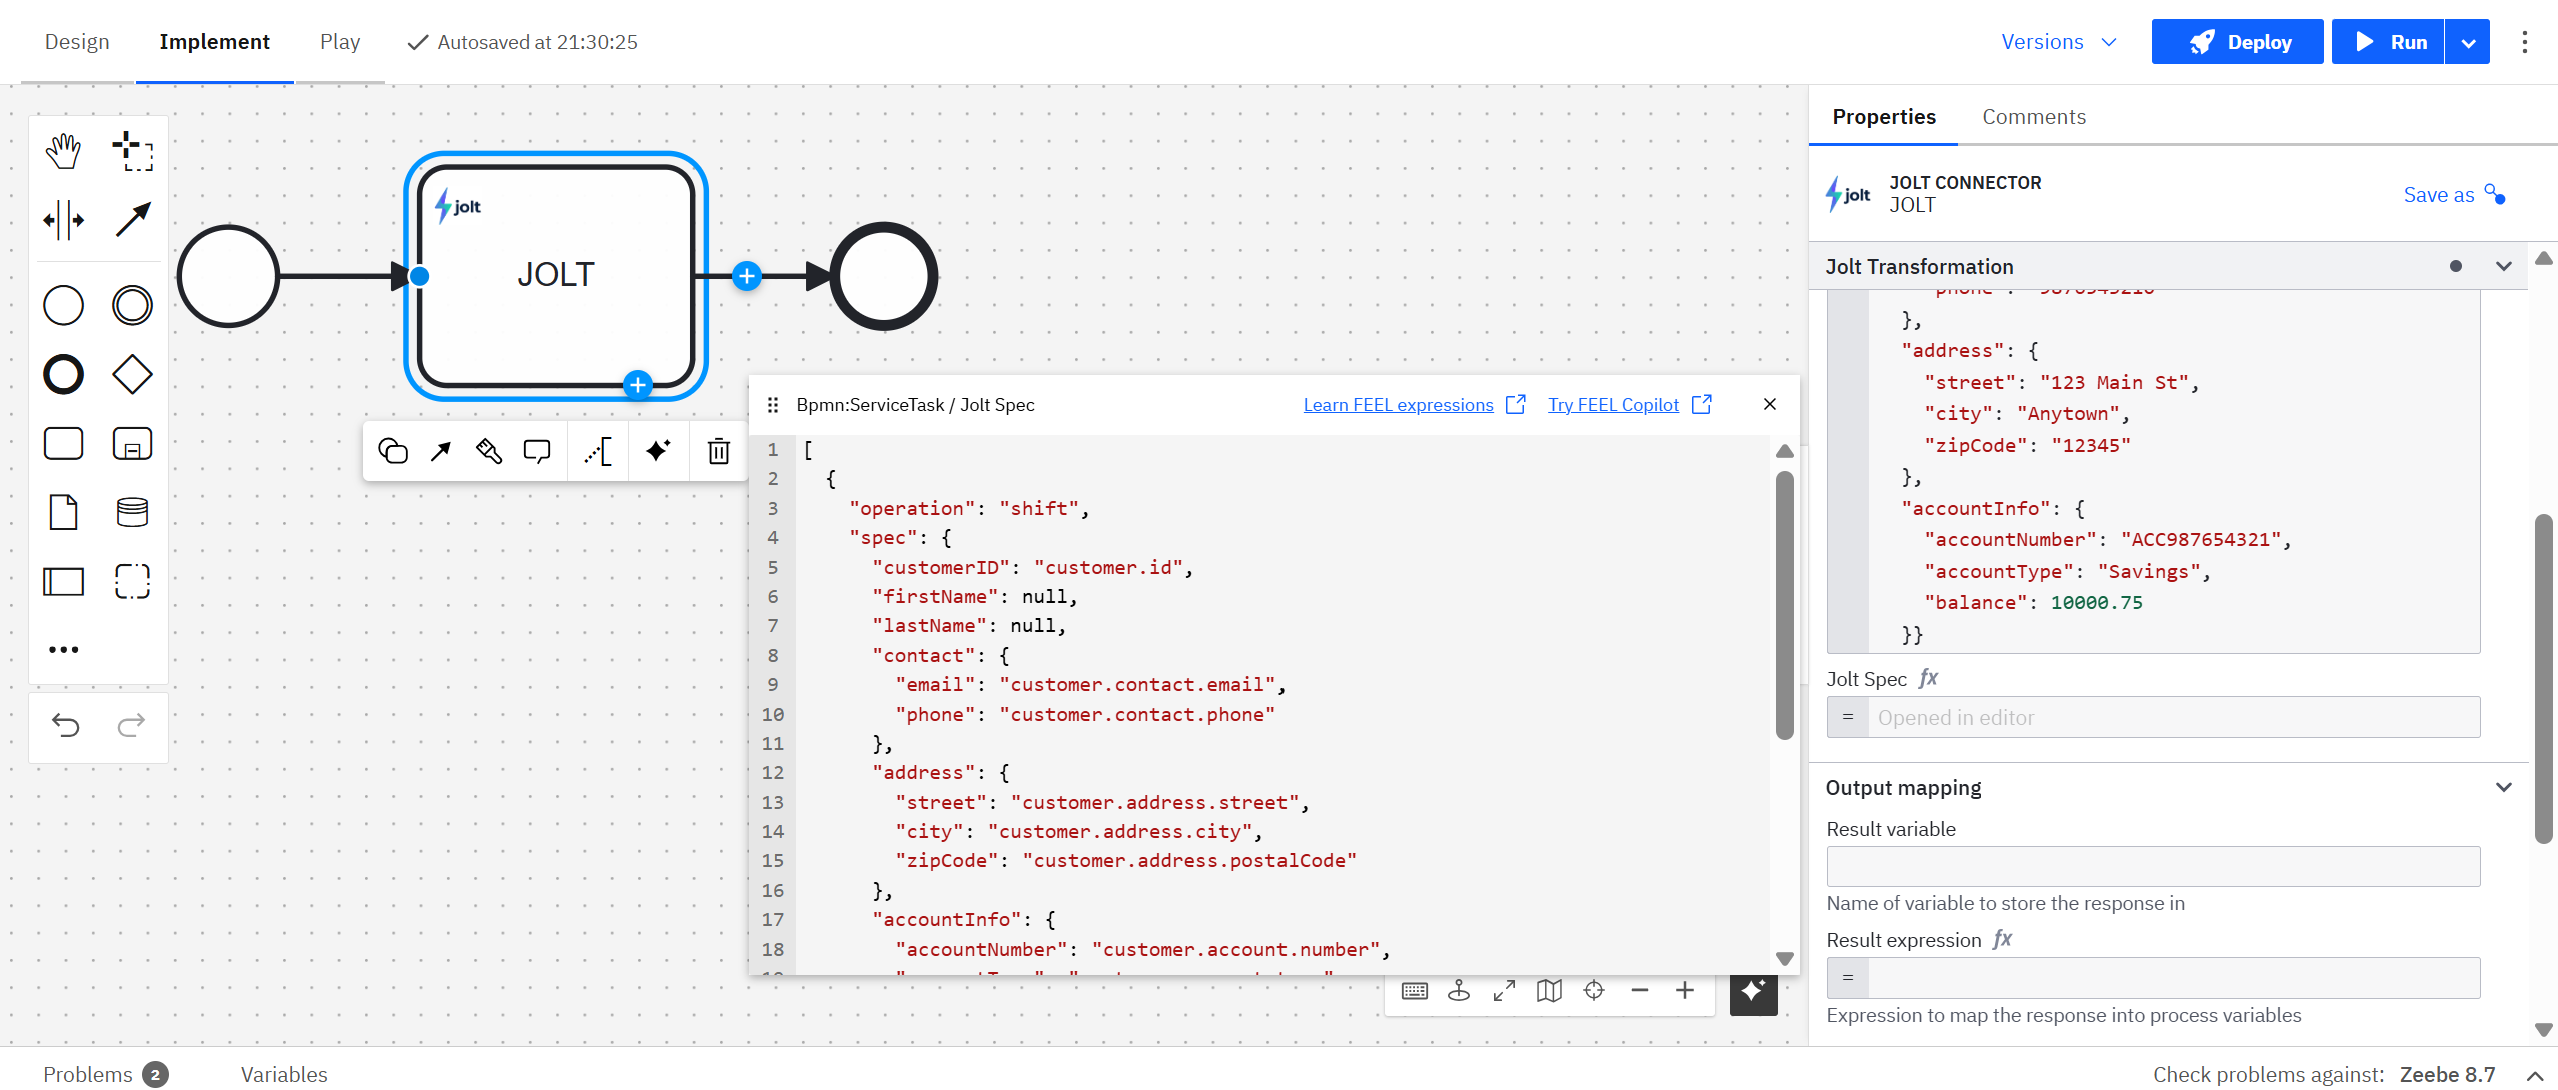 Design
Implement
Play
Autosaved at 21:30:25
Versions
Deploy
Run
jolt
JOLT
Bpmn:ServiceTask / Jolt Spec
Learn FEEL expressions
Try FEEL Copilot
1 [
2 {
3 "operation": "shift",
4 "spec": {
5 "customerID": "customer.id",
6 "firstName": null,
7 "lastName": null,
8 "contact": {
9 "email": "customer.contact.email",
10 "phone": "customer.contact.phone"
11 },
12 "address": {
13 "street": "customer.address.street",
14 "city": "customer.address.city",
15 "zipCode": "customer.address.postalCode"
16 },
17 "accountInfo": {
18 "accountNumber": "customer.account.number",
Properties
Comments
jolt
JOLT CONNECTOR
JOLT
Save as
Jolt Transformation
},
"address": {
"street": "123 Main St",
"city": "Anytown",
"zipCode": "12345"
},
"accountInfo": {
"accountNumber": "ACC987654321",
"accountType": "Savings",
"balance": 10000.75
}}
Jolt Spec fx
= Opened in editor
Output mapping
Result variable
Name of variable to store the response in
Result expression fx
=
Expression to map the response into process variables
Problems 2
Variables
Check problems against: Zeebe 8.7